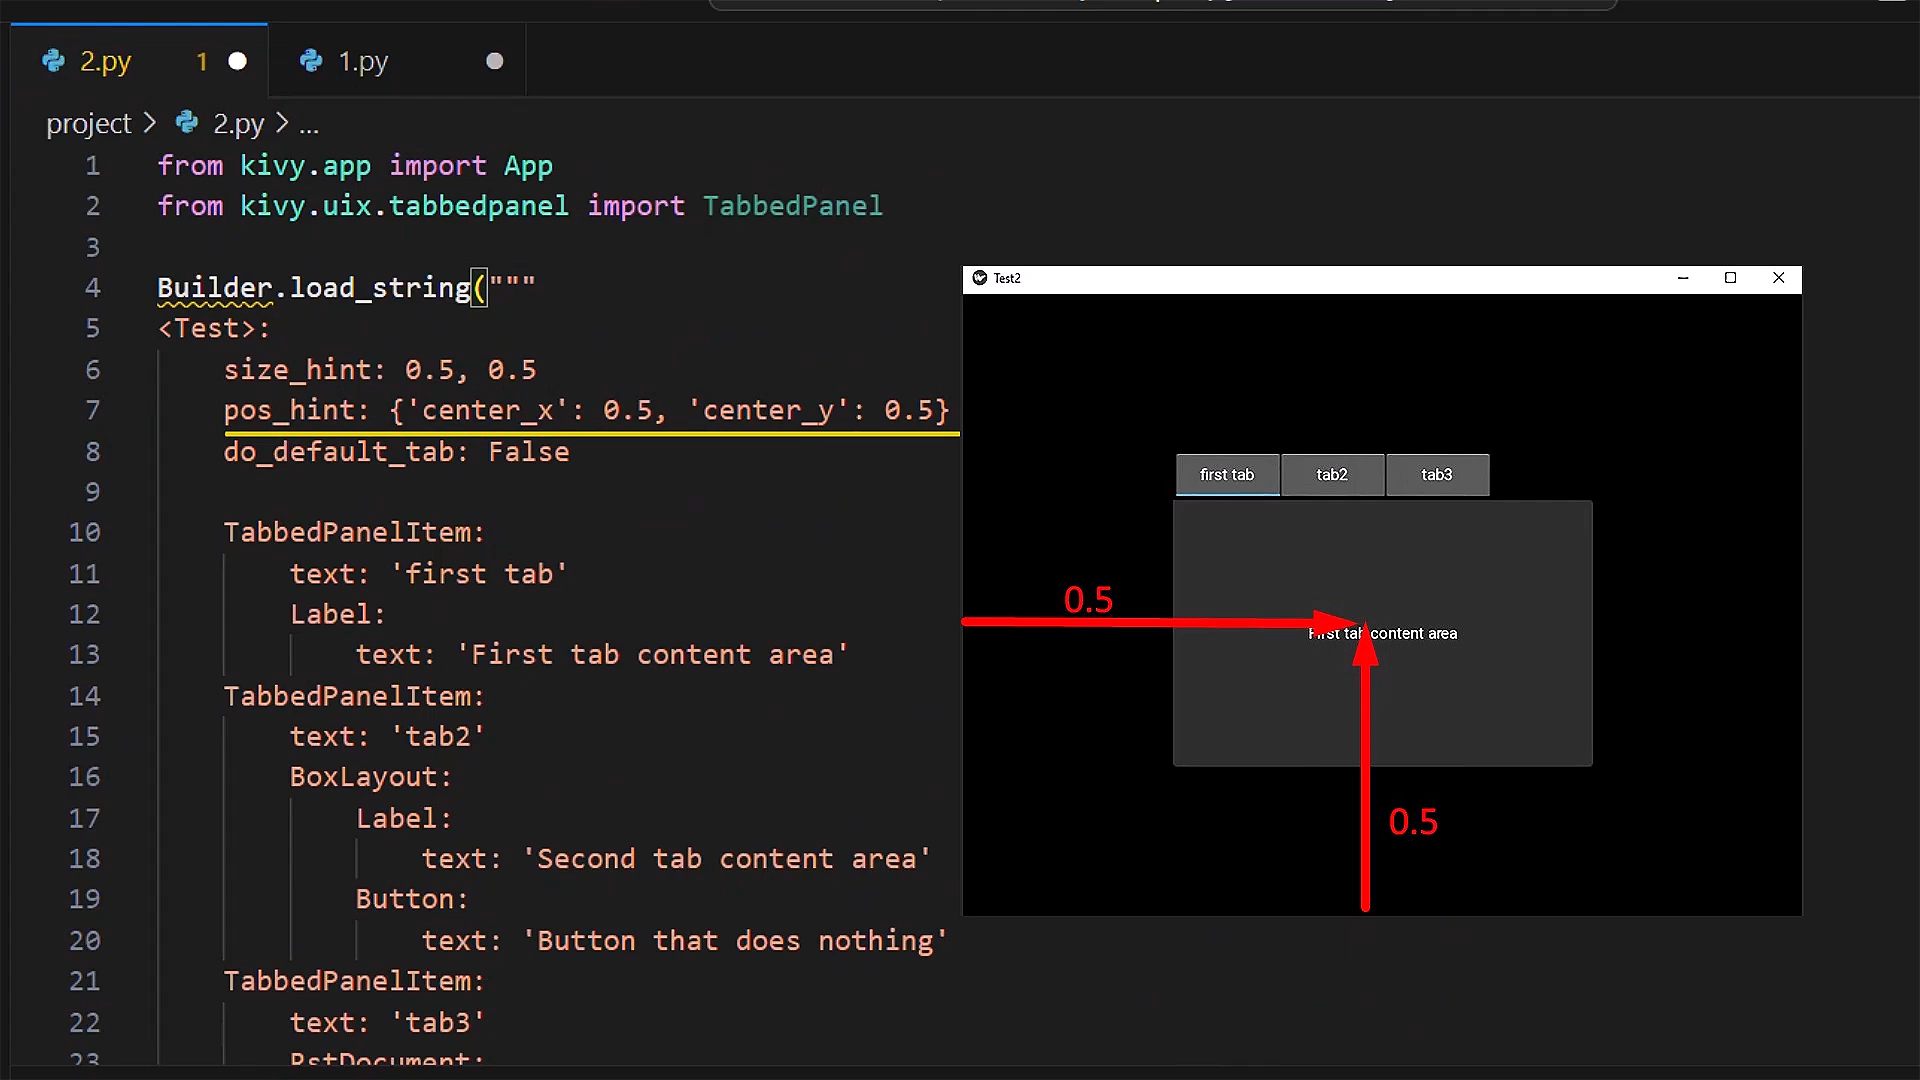 2.py 1
1.py
project > 2.py > ...
1 from kivy.app import App
2 from kivy.uix.tabbedpanel import TabbedPanel
3
4 Builder.load_string("""
5 <Test>:
6 size_hint: 0.5, 0.5
7 pos_hint: {'center_x': 0.5, 'center_y': 0.5}
8 do_default_tab: False
9
10 TabbedPanelItem:
11 text: 'first tab'
12 Label:
13 text: 'First tab content area'
14 TabbedPanelItem:
15 text: 'tab2'
16 BoxLayout:
17 Label:
18 text: 'Second tab content area'
19 Button:
20 text: 'Button that does nothing'
21 TabbedPanelItem:
22 text: 'tab3'
23 RstDocument:
Test2
first tab tab2 tab3
0.5
First tab content area
0.5